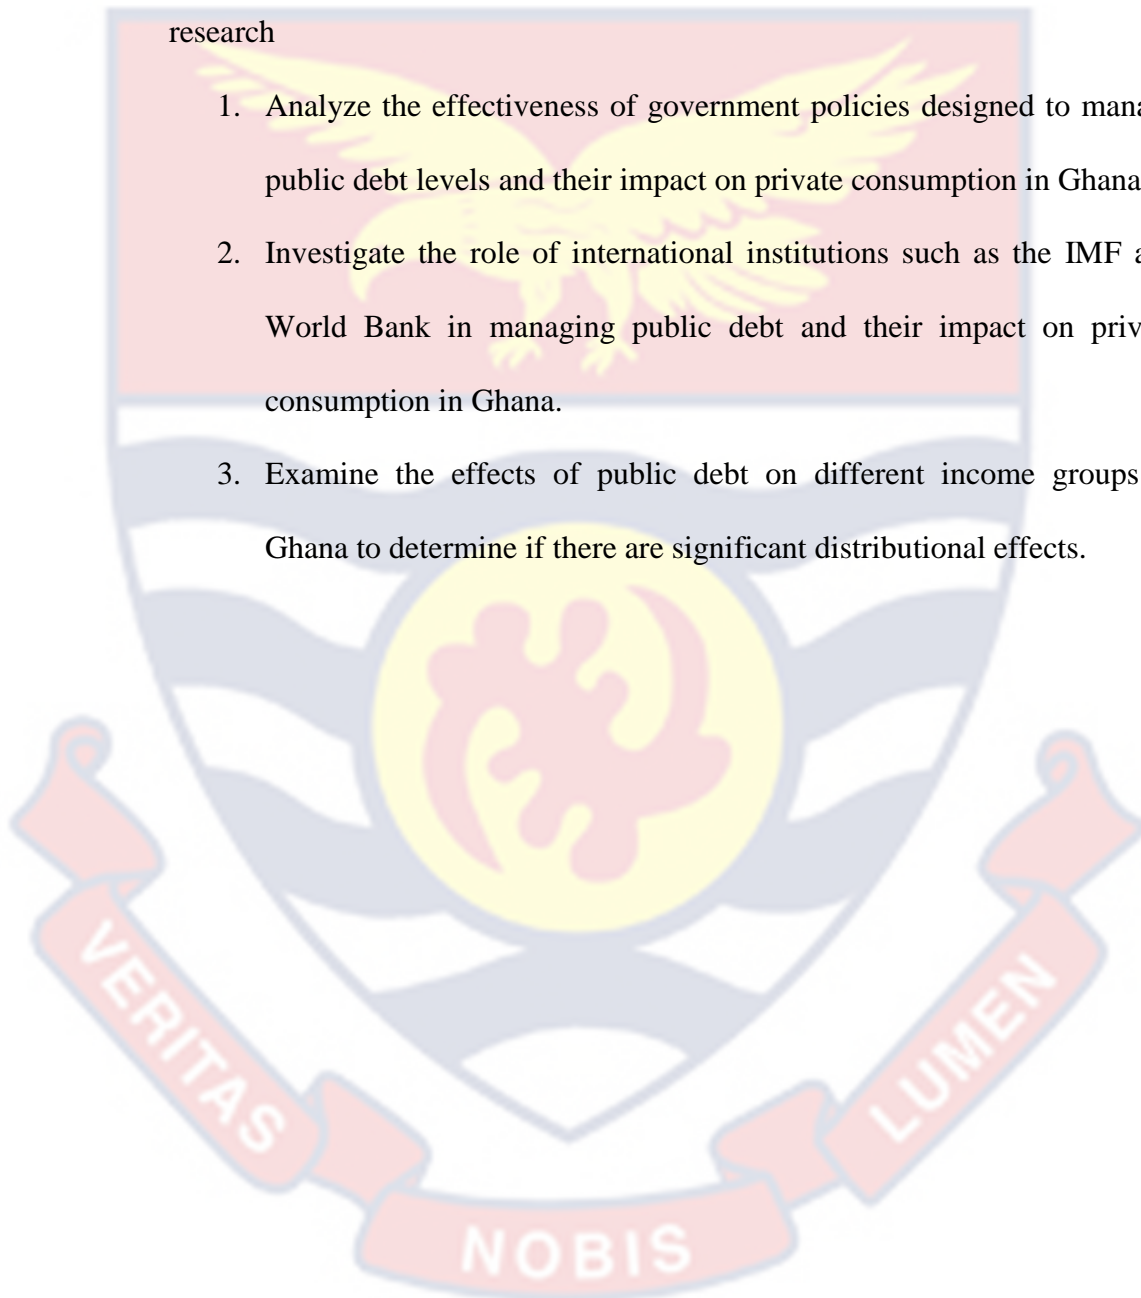 research
1. Analyze the effectiveness of government policies designed to
public debt levels and their impact on private consumption in Ghana
2. Investigate the role of international institutions such as the IMF
World Bank in managing public debt and their impact on
consumption in Ghana.
3. Examine the effects of public debt on different income groups
Ghana to determine if there are significant distributional effects.
VERITAS
NOBIS
LUMEN